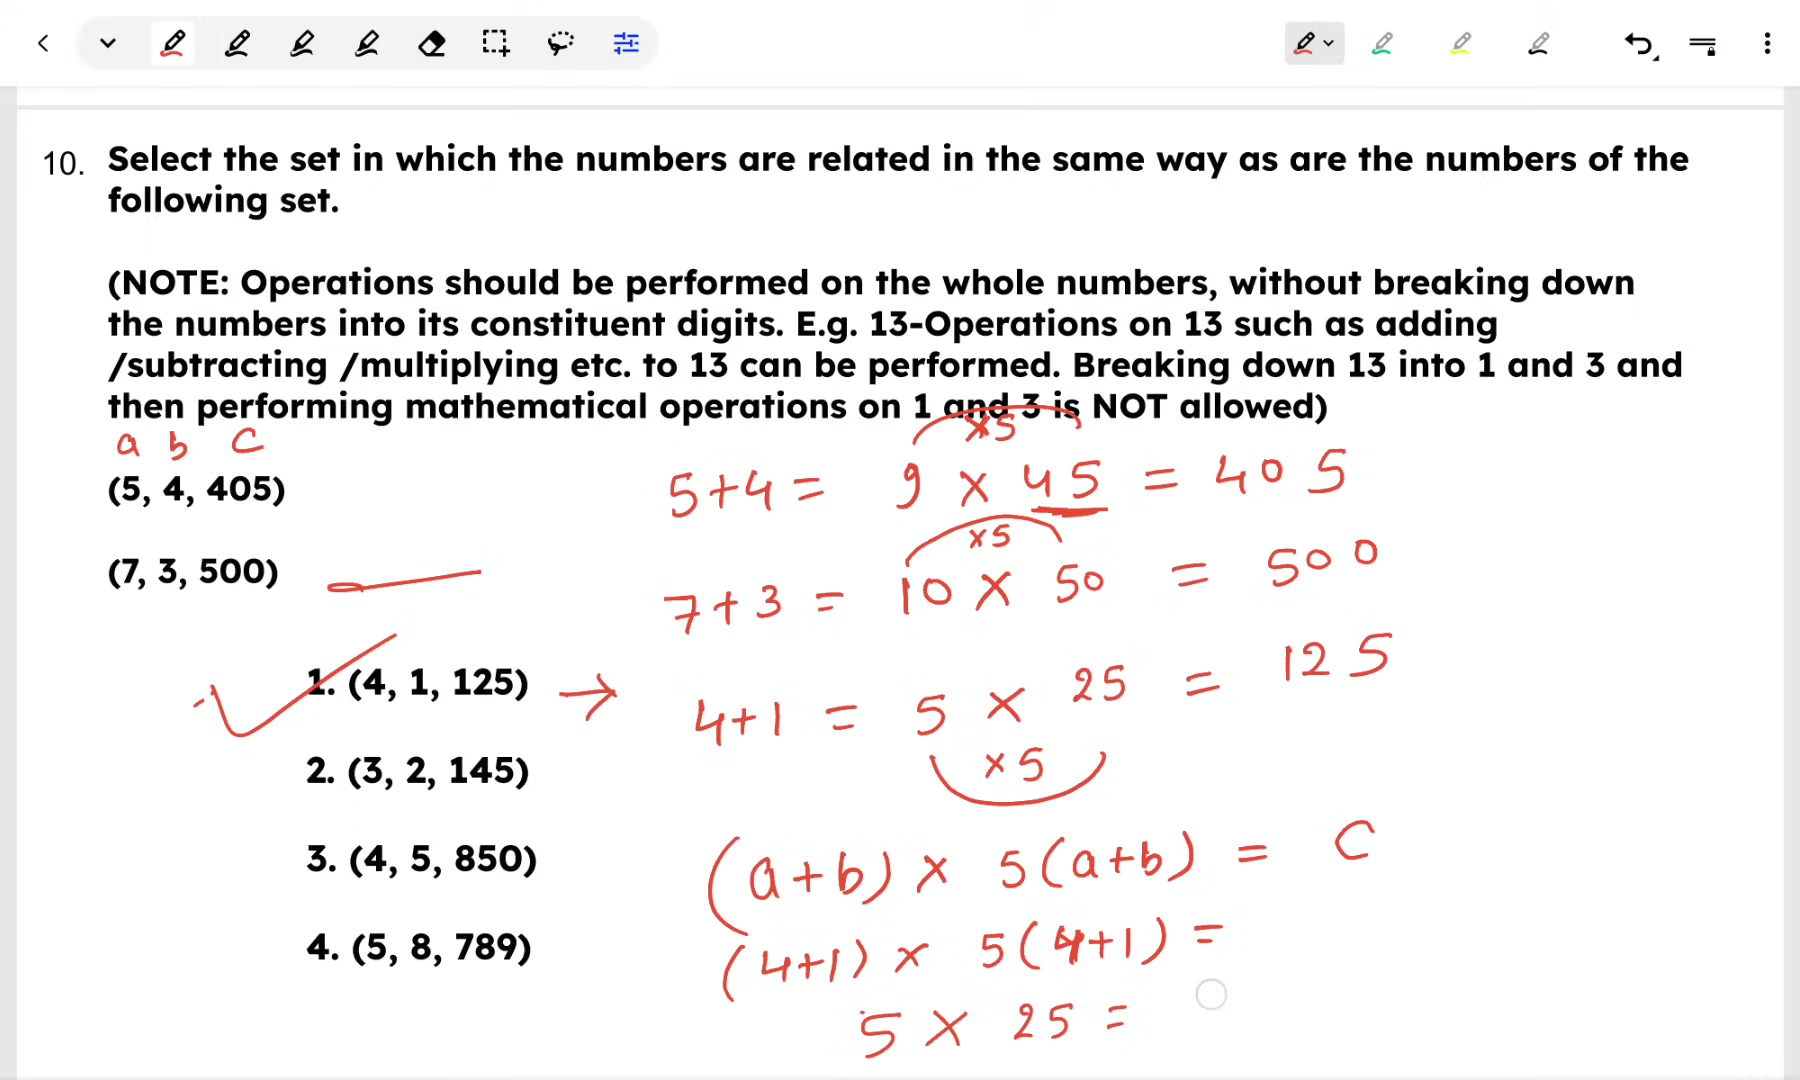 10. Select the set in which the numbers are related in the same way as are the numbers of the
following set.
(NOTE: Operations should be performed on the whole numbers, without breaking down
the numbers into its constituent digits. E.g. 13-Operations on 13 such as adding
/subtracting /multiplying etc. to 13 can be performed. Breaking down 13 into 1 and 3 and
then performing mathematical operations on 1 and 3 is NOT allowed)
a b c
×5
(5, 4, 405)
5+4 = 9 × 45 = 405
×5
(7, 3, 500)
7+3 = 10 × 50 = 500
1. (4, 1, 125) →
4+1 = 5 × 25 = 125
×5
2. (3, 2, 145)
3. (4, 5, 850)
(a+b) × 5(a+b) = c
4. (5, 8, 789)
(4+1) × 5(4+1) =
5 × 25 =